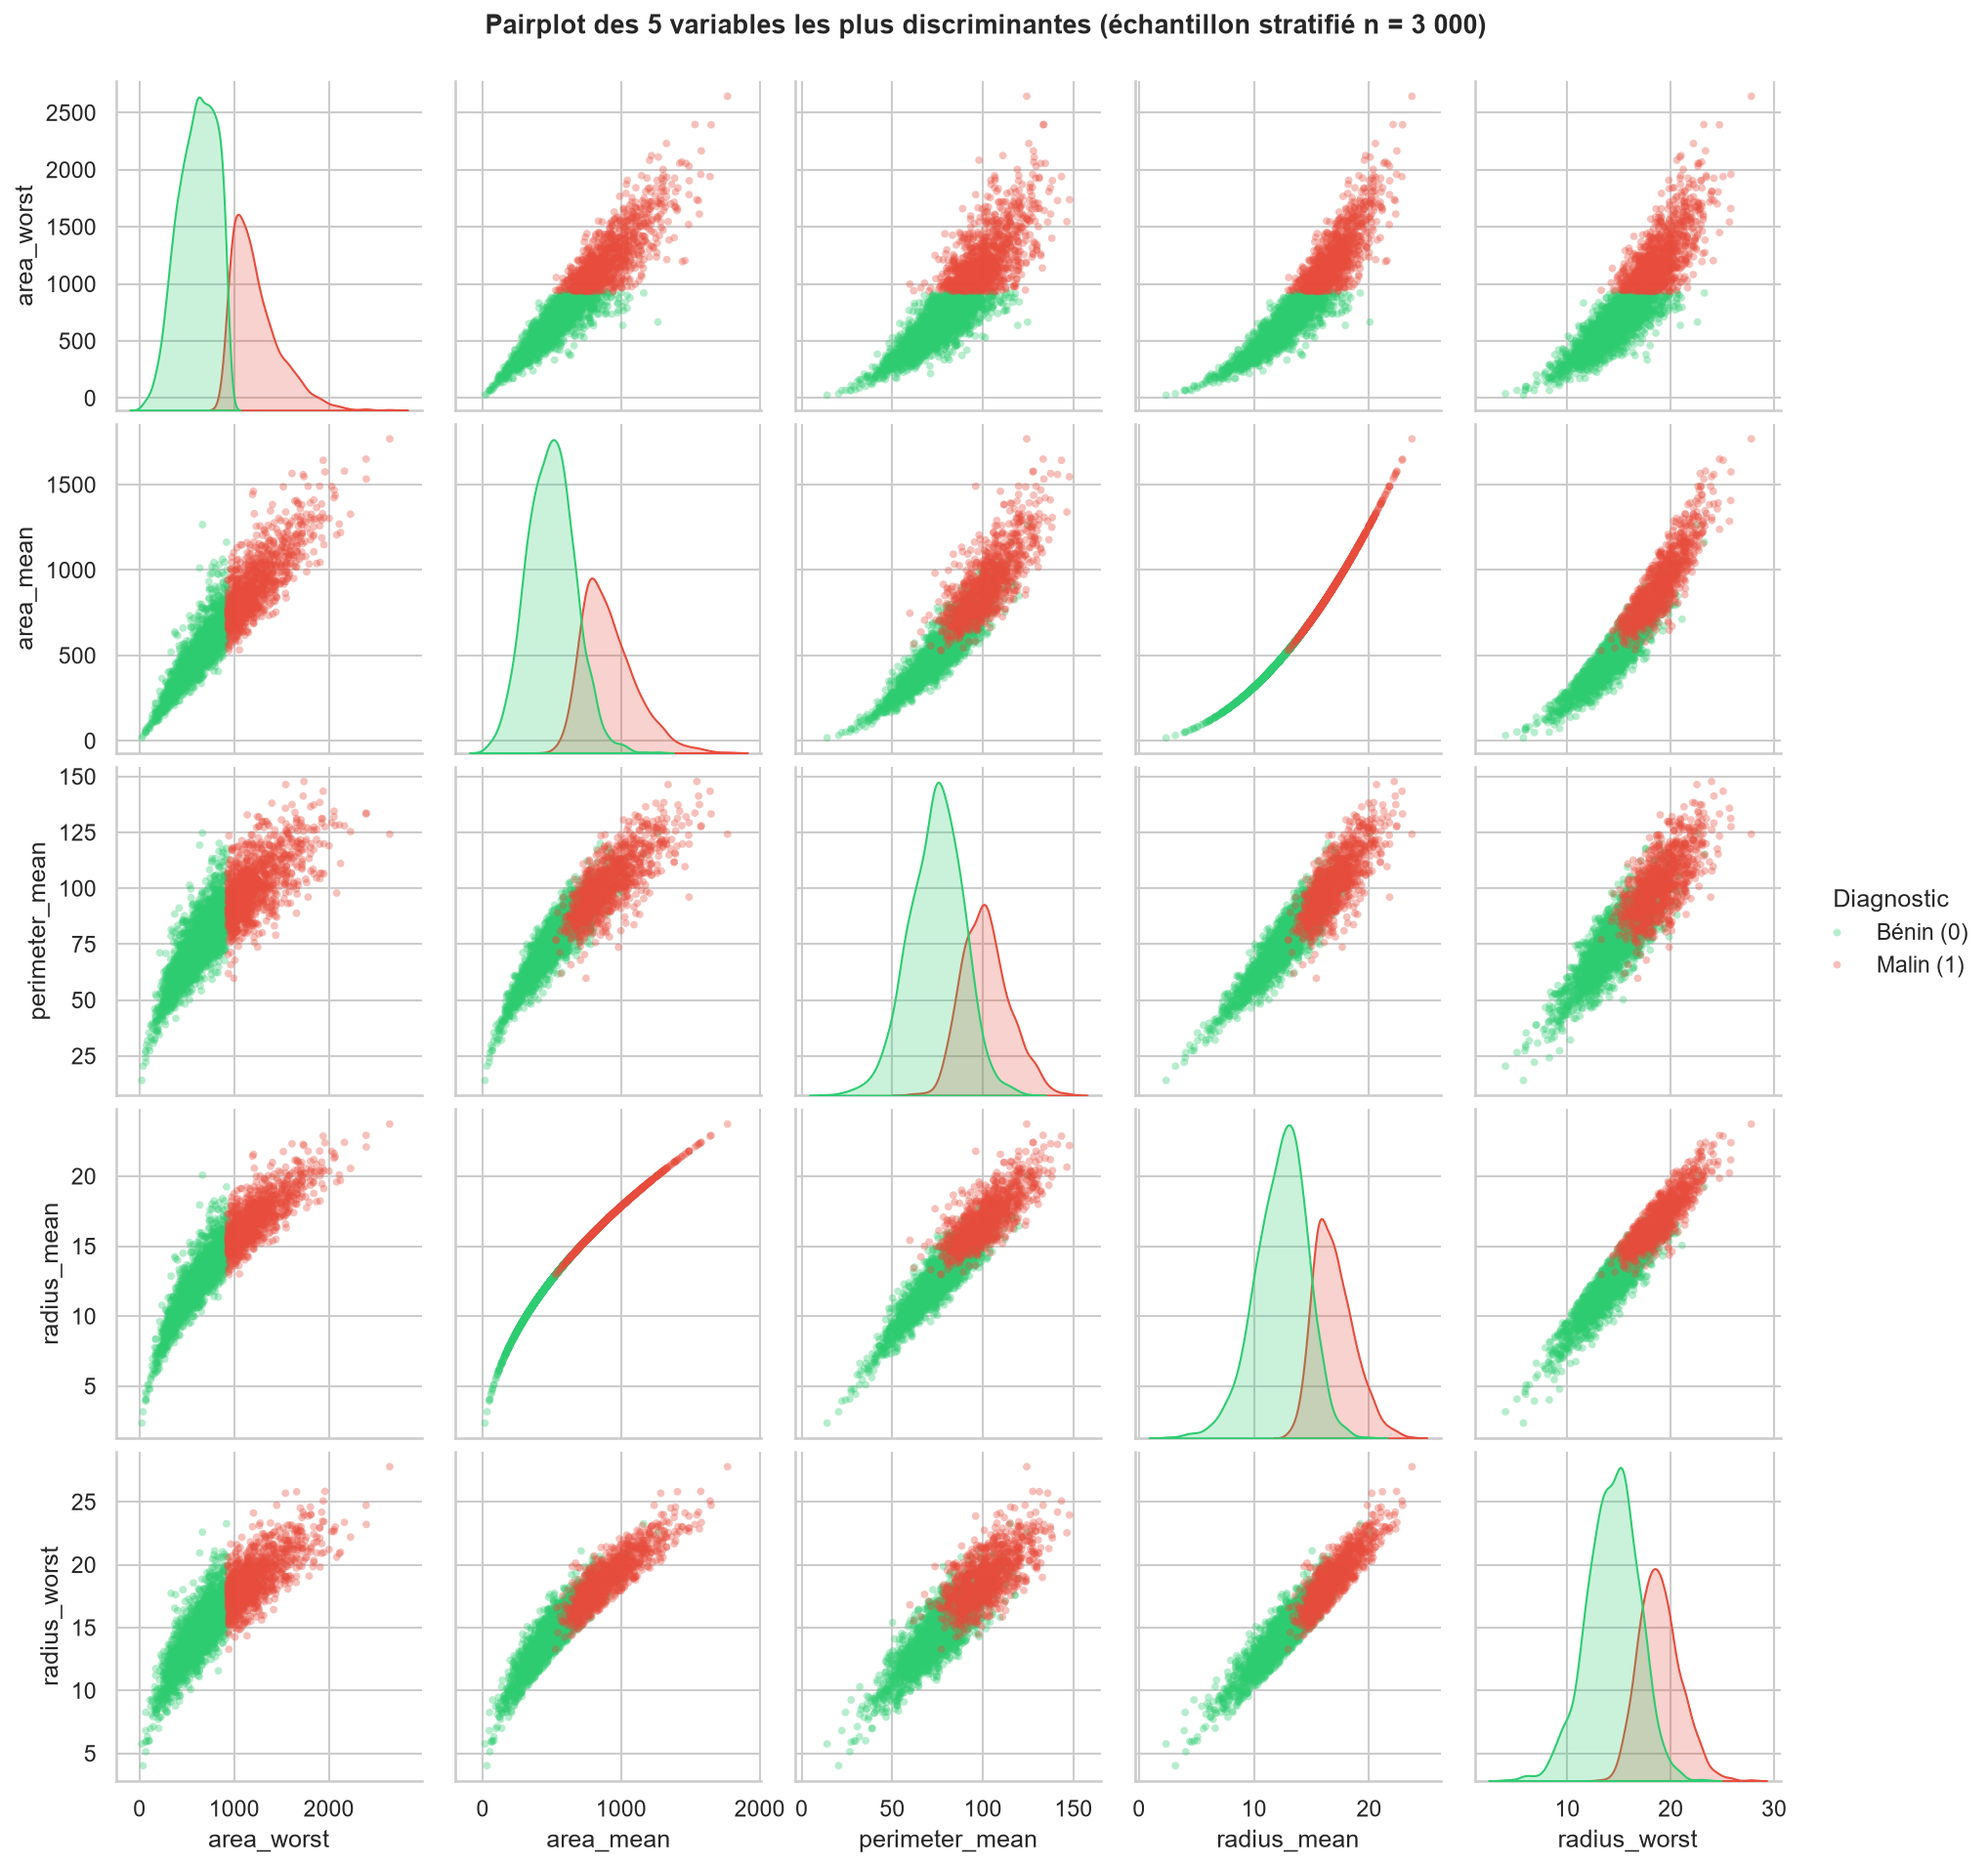 Pairplot des 5 variables les plus discriminantes (échantillon stratifié n = 3 000)
2500
2000
1500
1000
500
0
area_worst
1500
1000
500
0
area_mean
150
125
100
75
50
25
perimeter_mean
20
15
10
5
radius_mean
25
20
15
10
5
radius_worst
0 1000 2000
0 1000 2000
0 50 100 150
0 10 20
10 20 30
area_worst area_mean perimeter_mean radius_mean radius_worst
Diagnostic
Bénin (0)
Malin (1)